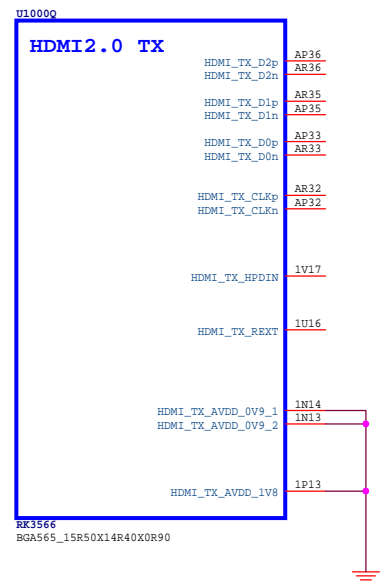 U1000Q
HDMI2.0 TX
HDMI_TX_D2p AP36
HDMI_TX_D2n AR36
HDMI_TX_D1p AR35
HDMI_TX_D1n AP35
HDMI_TX_D0p AP33
HDMI_TX_D0n AR33
HDMI_TX_CLKp AR32
HDMI_TX_CLKn AP32
HDMI_TX_HPDIN 1V17
HDMI_TX_REXT 1U16
HDMI_TX_AVDD_0V9_1 1N14
HDMI_TX_AVDD_0V9_2 1N13
HDMI_TX_AVDD_1V8 1P13
RK3566
BGA565_15R50X14R40X0R90